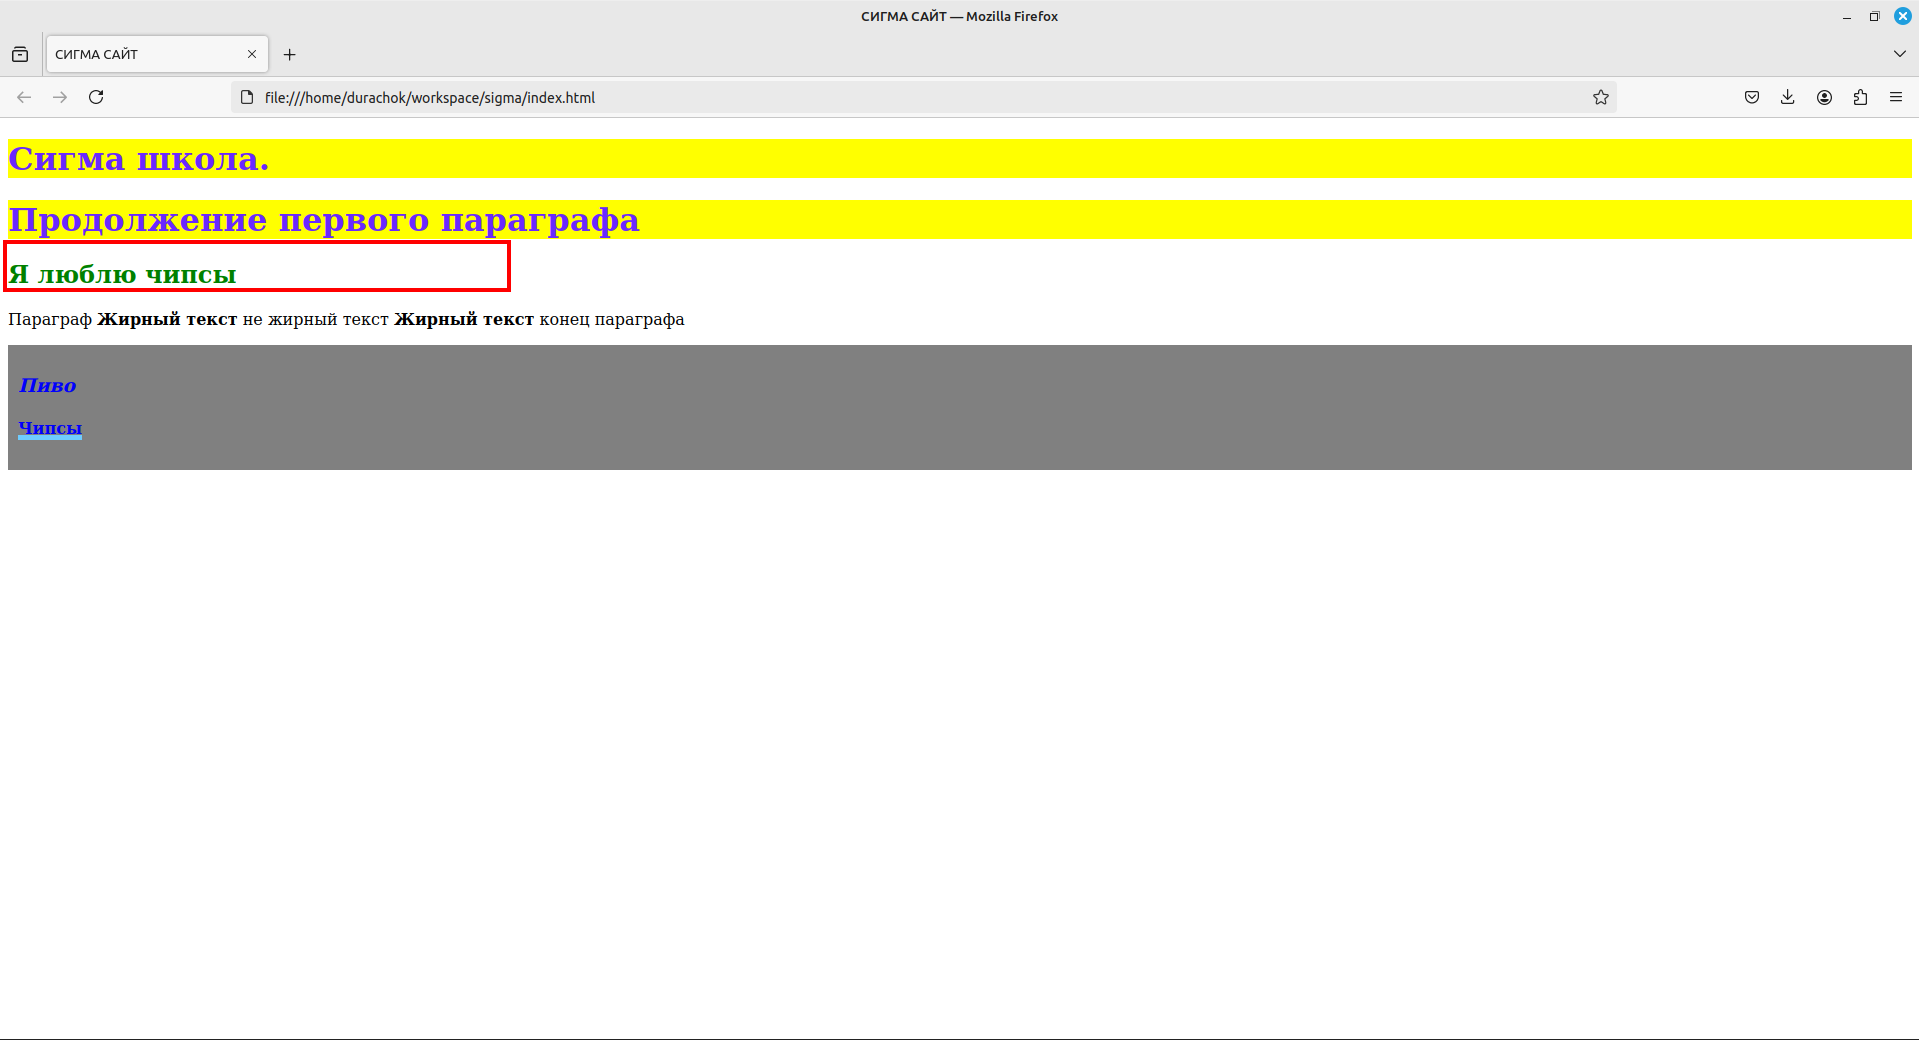 СИГМА САЙТ — Mozilla Firefox
СИГМА САЙТ
file:///home/durachok/workspace/sigma/index.html
Сигма школа.
Продолжение первого параграфа
Я люблю чипсы
Параграф Жирный текст не жирный текст Жирный текст конец параграфа
Пиво
Чипсы